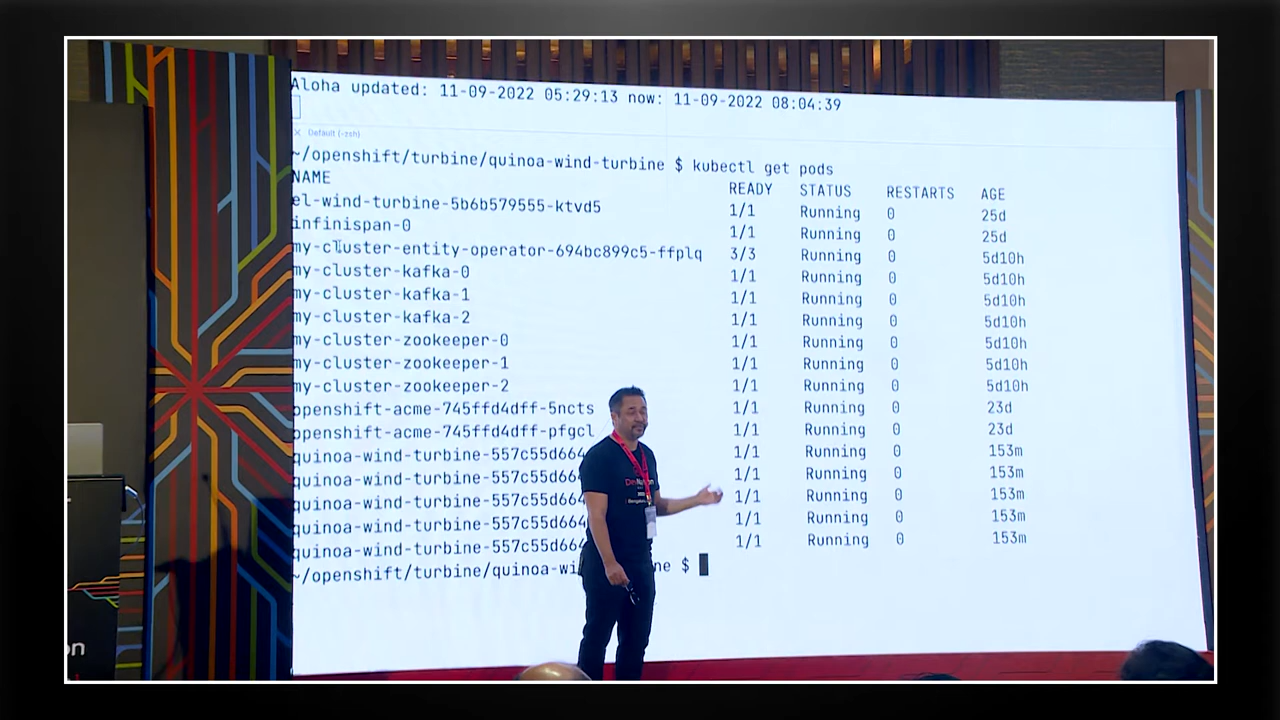 Aloha updated: 11-09-2022 05:29:13 now: 11-09-2022 08:04:39
Default (-zsh)
~/openshift/turbine/quinoa-wind-turbine $ kubectl get pods
NAME READY STATUS RESTARTS AGE
el-wind-turbine-5b6b579555-ktvd5 1/1 Running 0 25d
infinispan-0 1/1 Running 0 25d
my-cluster-entity-operator-694bc899c5-ffplq 3/3 Running 0 5d10h
my-cluster-kafka-0 1/1 Running 0 5d10h
my-cluster-kafka-1 1/1 Running 0 5d10h
my-cluster-kafka-2 1/1 Running 0 5d10h
my-cluster-zookeeper-0 1/1 Running 0 5d10h
my-cluster-zookeeper-1 1/1 Running 0 5d10h
my-cluster-zookeeper-2 1/1 Running 0 5d10h
openshift-acme-745ffd4dff-5ncts 1/1 Running 0 23d
openshift-acme-745ffd4dff-pfgcl 1/1 Running 0 23d
quinoa-wind-turbine-557c55d664 1/1 Running 0 153m
quinoa-wind-turbine-557c55d664 1/1 Running 0 153m
quinoa-wind-turbine-557c55d664 1/1 Running 0 153m
quinoa-wind-turbine-557c55d664 1/1 Running 0 153m
quinoa-wind-turbine-557c55d664 1/1 Running 0 153m
~/openshift/turbine/quinoa-wi ne $
on